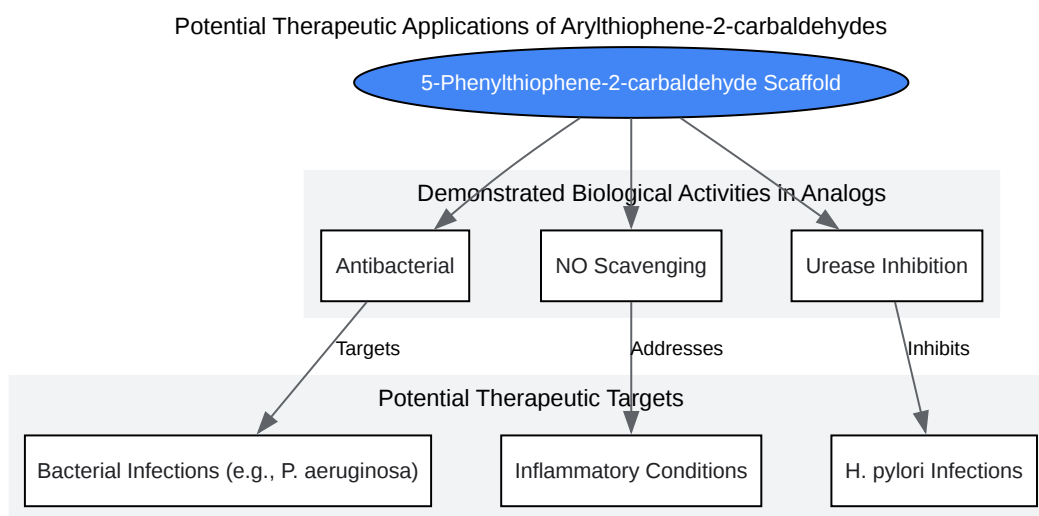 Potential Therapeutic Applications of Arylthiophene-2-carbaldehydes
5-Phenylthiophene-2-carbaldehyde Scaffold
Demonstrated Biological Activities in Analogs
Antibacterial
NO Scavenging
Urease Inhibition
Targets
Addresses
Inhibits
Potential Therapeutic Targets
Bacterial Infections (e.g., P. aeruginosa)
Inflammatory Conditions
H. pylori Infections